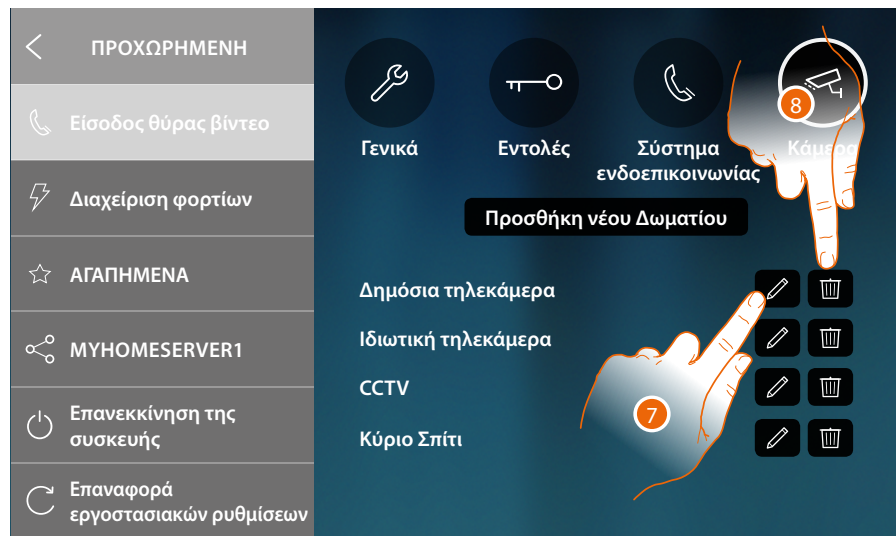 ΠΡΟΧΩΡΗΜΕΝΗ
Είσοδος θύρας βίντεο
Διαχείριση φορτίων
ΑΓΑΠΗΜΕΝΑ
MYHOMESERVER1
Επανεκκίνηση της
συσκευής
Επαναφορά
εργοστασιακών ρυθμίσεων
Γενικά
Εντολές
Σύστημα
ενδοεπικοινωνίας
Κάμερα
8
Προσθήκη νέου Δωματίου
Δημόσια τηλεκάμερα
Ιδιωτική τηλεκάμερα
CCTV
7
Κύριο Σπίτι